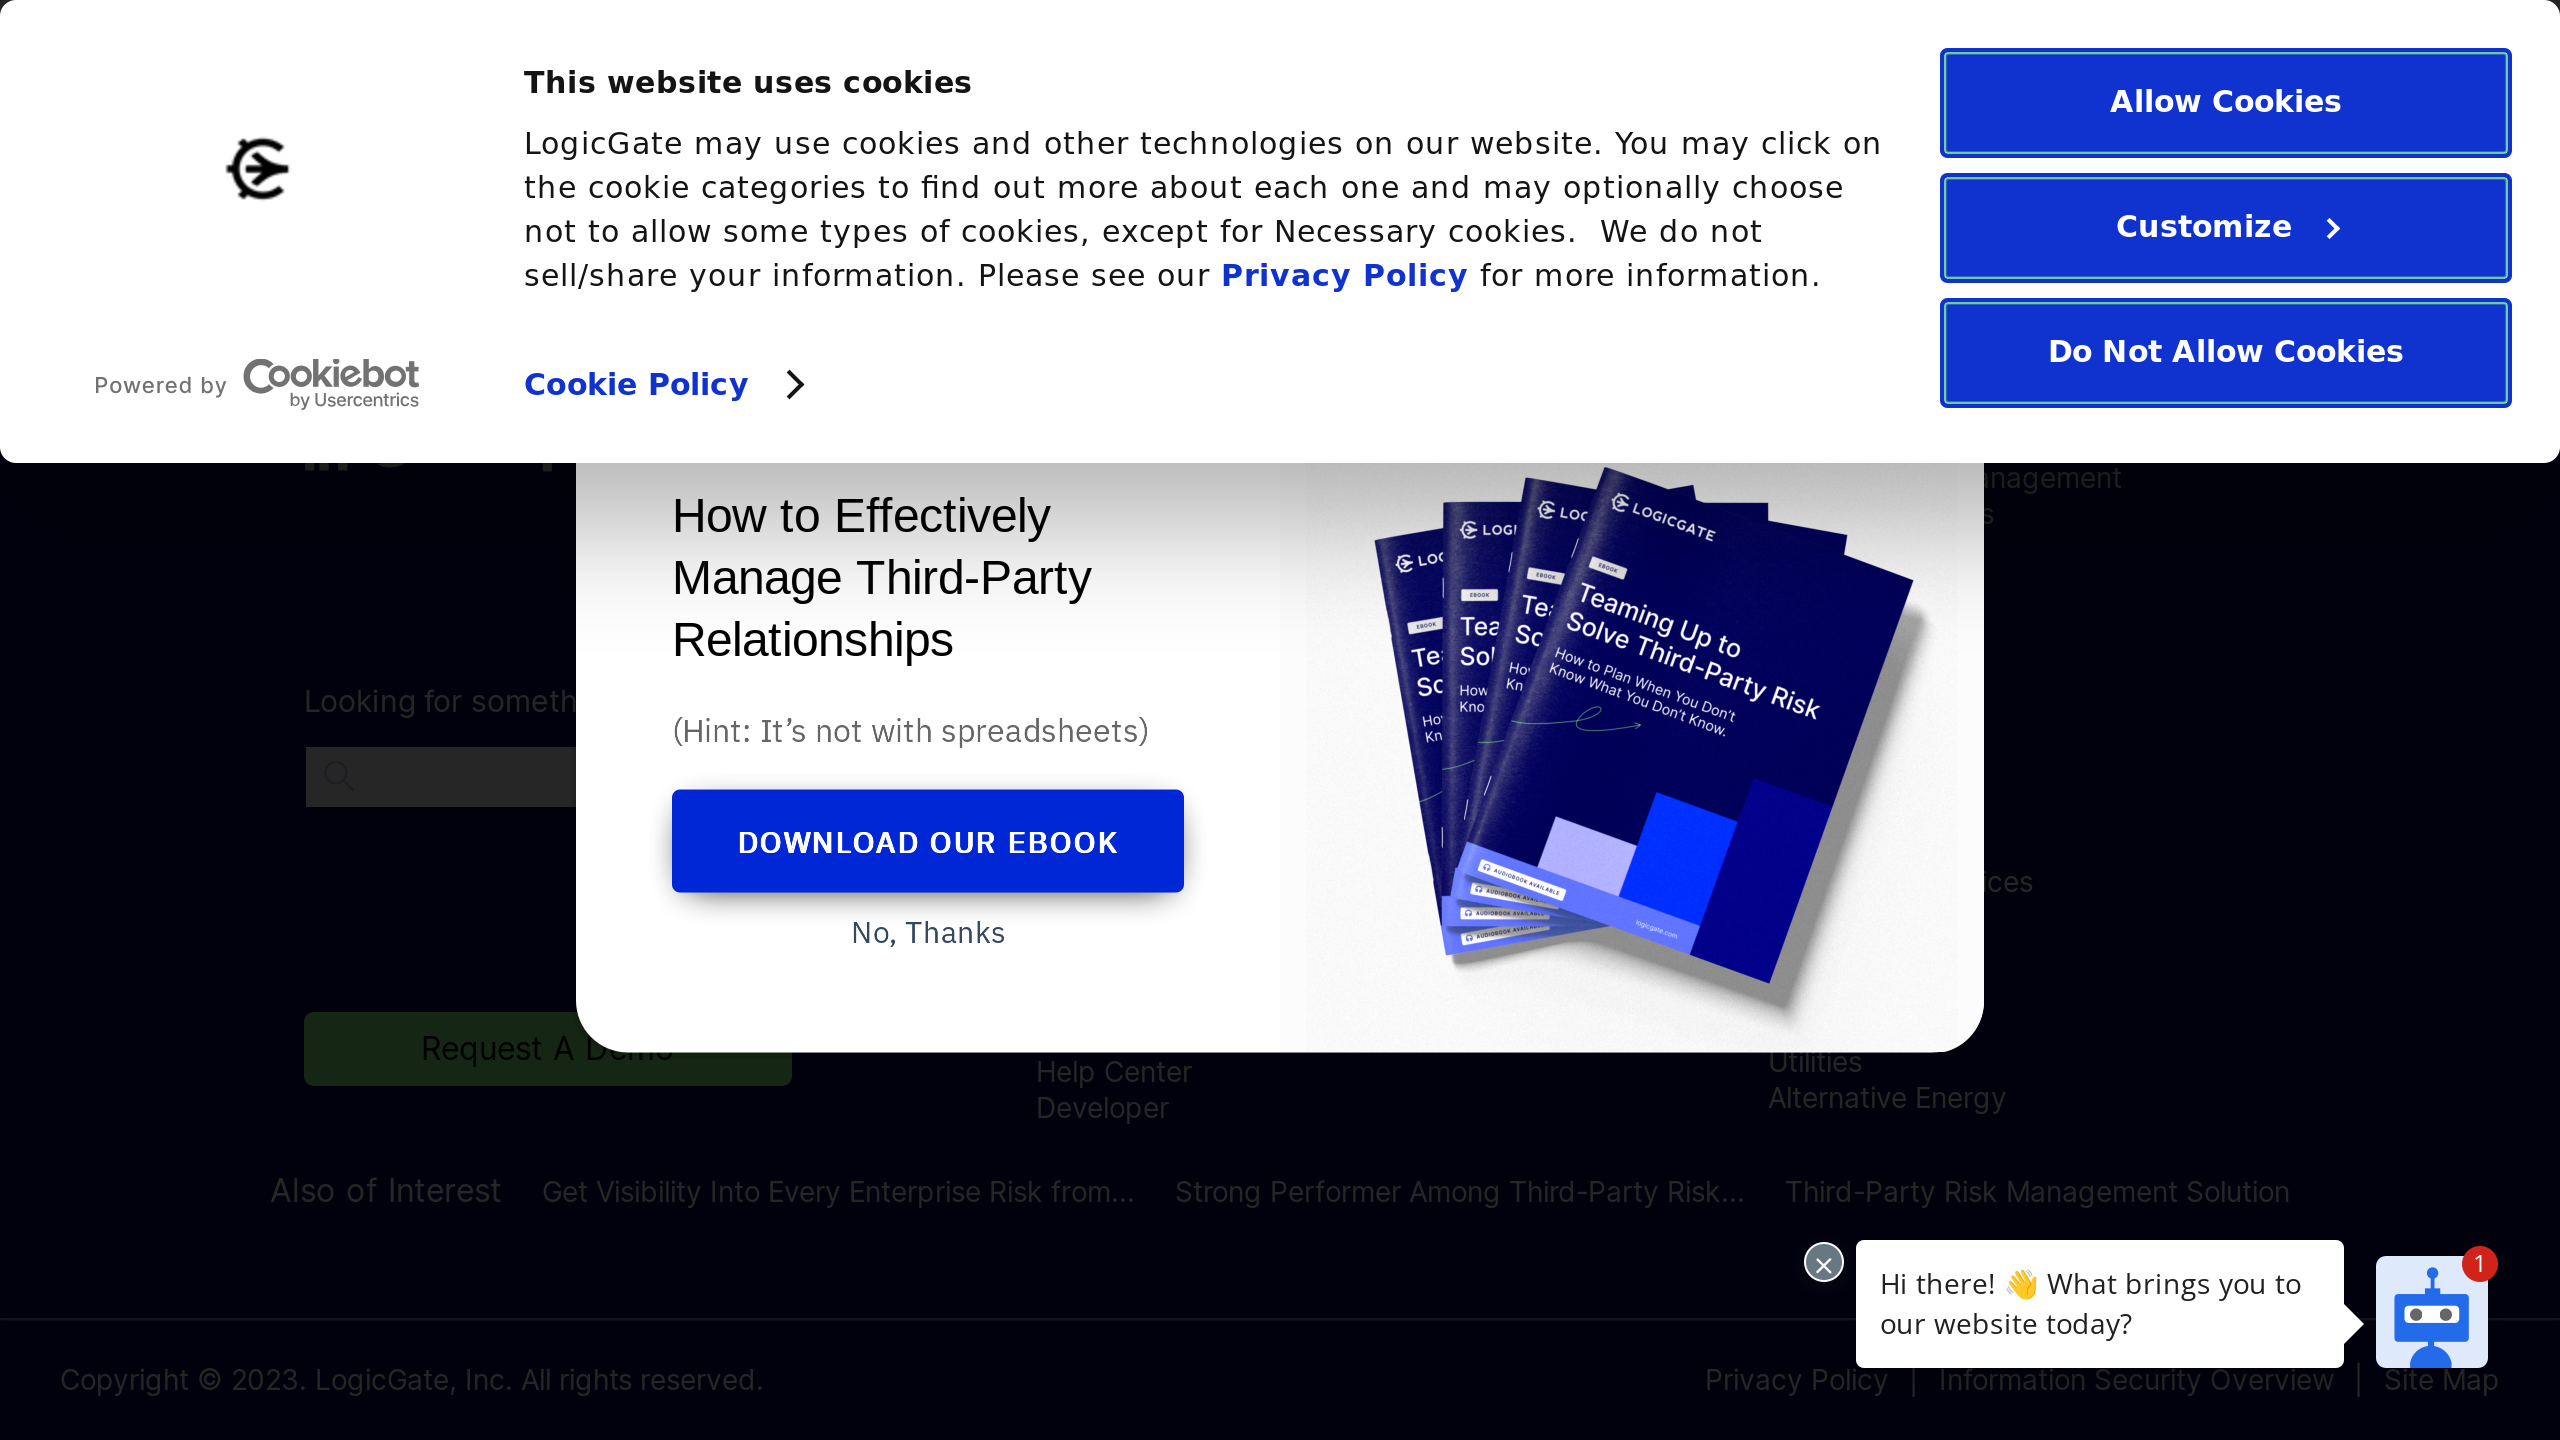 This website uses cookies
LogicGate may use cookies and other technologies on our website. You may click on
the cookie categories to find out more about each one and may optionally choose
not to allow some types of cookies, except for Necessary cookies.  We do not
sell/share your information. Please see our Privacy Policy for more information.
Powered by Cookiebot
by Usercentrics
Cookie Policy
Allow Cookies
Customize
Do Not Allow Cookies
How to Effectively
Manage Third-Party
Relationships
(Hint: It’s not with spreadsheets)
DOWNLOAD OUR EBOOK
No, Thanks
LOGICGATE
EBOOK
Teaming Up to
Solve Third-Party Risk
How to Plan When You Don't
Know What You Don't Know.
AUDIOBOOK AVAILABLE
logicgate.com
Looking for someth
Request A Demo
Help Center
Developer
Utilities
Alternative Energy
Also of Interest
Get Visibility Into Every Enterprise Risk from...
Strong Performer Among Third-Party Risk...
Third-Party Risk Management Solution
Hi there! 👋 What brings you to
our website today?
1
Copyright © 2023. LogicGate, Inc. All rights reserved.
Privacy Policy | Information Security Overview | Site Map